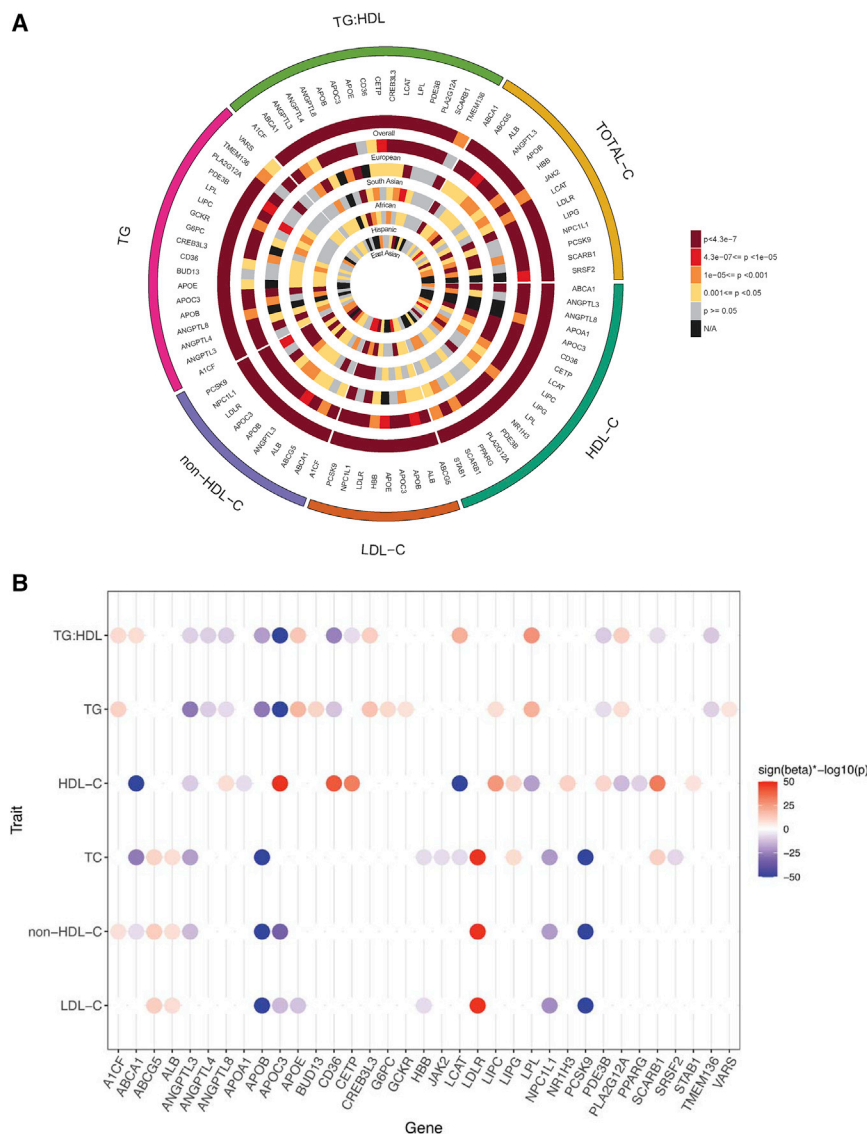 A
TG:HDL
A1CF
ABCA1
ANGPTL3
ANGPTL4
ANGPTL8
APOB
APOC3
APOE
CD36
CETP
CREB3L3
LCAT
LPL
PDE3B
PLA2G12A
SCARB1
TMEM136
TOTAL-C
ABCA1
ABCG5
ALB
ANGPTL3
APOB
HBB
JAK2
LCAT
LDLR
LIPG
NPC1L1
PCSK9
SCARB1
SRSF2
HDL-C
ABCA1
ANGPTL3
ANGPTL8
APOA1
APOC3
CD36
CETP
LCAT
LIPC
LIPG
LPL
NR1H3
PDE3B
PLA2G12A
PPARG
SCARB1
STAB1
LDL-C
ABCG5
ALB
APOB
APOC3
APOE
HBB
LDLR
NPC1L1
PCSK9
non-HDL-C
A1CF
ABCA1
ABCG5
ALB
ANGPTL3
APOB
APOC3
LDLR
NPC1L1
PCSK9
TG
A1CF
ANGPTL3
ANGPTL4
ANGPTL8
APOB
APOC3
APOE
BUD13
CD36
CREB3L3
G6PC
GCKR
LIPC
LPL
PDE3B
PLA2G12A
TMEM136
VARS
Overall
European
South Asian
African
Hispanic
East Asian
p<4.3e-7
4.3e-07<= p <1e-05
1e-05<= p <0.001
0.001<= p <0.05
p >= 0.05
N/A
B
Trait
TG:HDL
TG
HDL-C
TC
non-HDL-C
LDL-C
A1CF
ABCA1
ABCG5
ALB
ANGPTL3
ANGPTL4
ANGPTL8
APOA1
APOB
APOC3
APOE
BUD13
CD36
CETP
CREB3L3
G6PC
GCKR
HBB
JAK2
LCAT
LDLR
LIPC
LIPG
LPL
NPC1L1
NR1H3
PCSK9
PDE3B
PLA2G12A
PPARG
SCARB1
SRSF2
STAB1
TMEM136
VARS
Gene
sign(beta)*-log10(p)
50
25
0
-25
-50